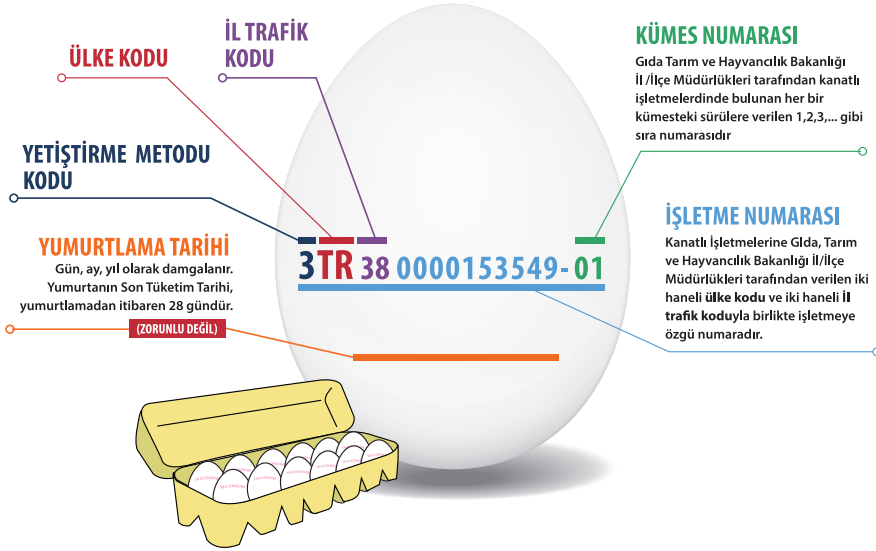 ÜLKE KODU
İL TRAFİK
KODU
YETİŞTİRME METODU
KODU
YUMURTLAMA TARİHİ
Gün, ay, yıl olarak damgalanır.
Yumurtanın Son Tüketim Tarihi,
yumurtlamadan itibaren 28 gündür.
(ZORUNLU DEĞİL)
3TR 38 0000153549- 01
KÜMES NUMARASI
Gıda Tarım ve Hayvancılık Bakanlığı
İl /İlçe Müdürlükleri tarafından kanatlı
işletmelerdinde bulunan her bir
kümesteki sürülere verilen 1,2,3,... gibi
sıra numarasıdır
İŞLETME NUMARASI
Kanatlı İşletmelerine GIda, Tarım
ve Hayvancılık Bakanlığı İl/İlçe
Müdürlükleri tarafından verilen iki
haneli ülke kodu ve iki haneli İl
trafik koduyla birlikte işletmeye
özgü numaradır.